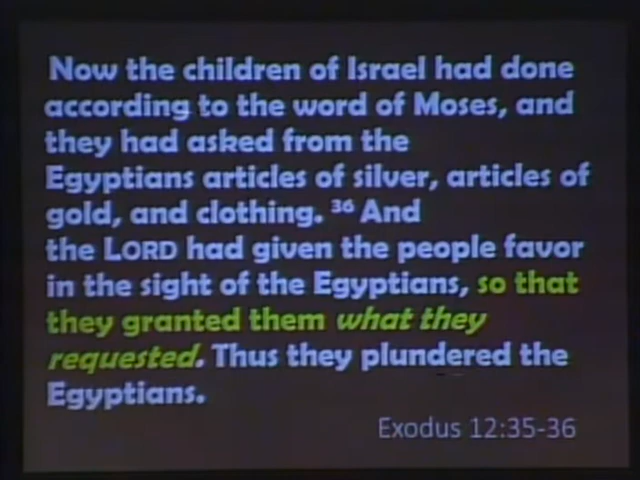 Now the children of Israel had done
according to the word of Moses, and
they had asked from the
Egyptians articles of silver, articles of
gold, and clothing. ³⁶ And
the LORD had given the people favor
in the sight of the Egyptians, so that
they granted them what they
requested. Thus they plundered the
Egyptians.
Exodus 12:35-36